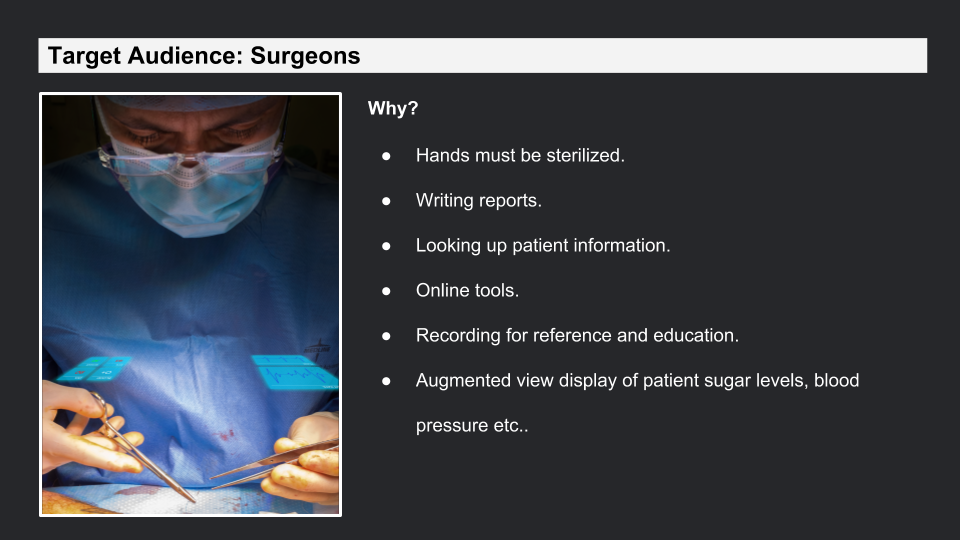 Target Audience: Surgeons
Why?
● Hands must be sterilized.
● Writing reports.
● Looking up patient information.
● Online tools.
● Recording for reference and education.
● Augmented view display of patient sugar levels, blood
pressure etc..